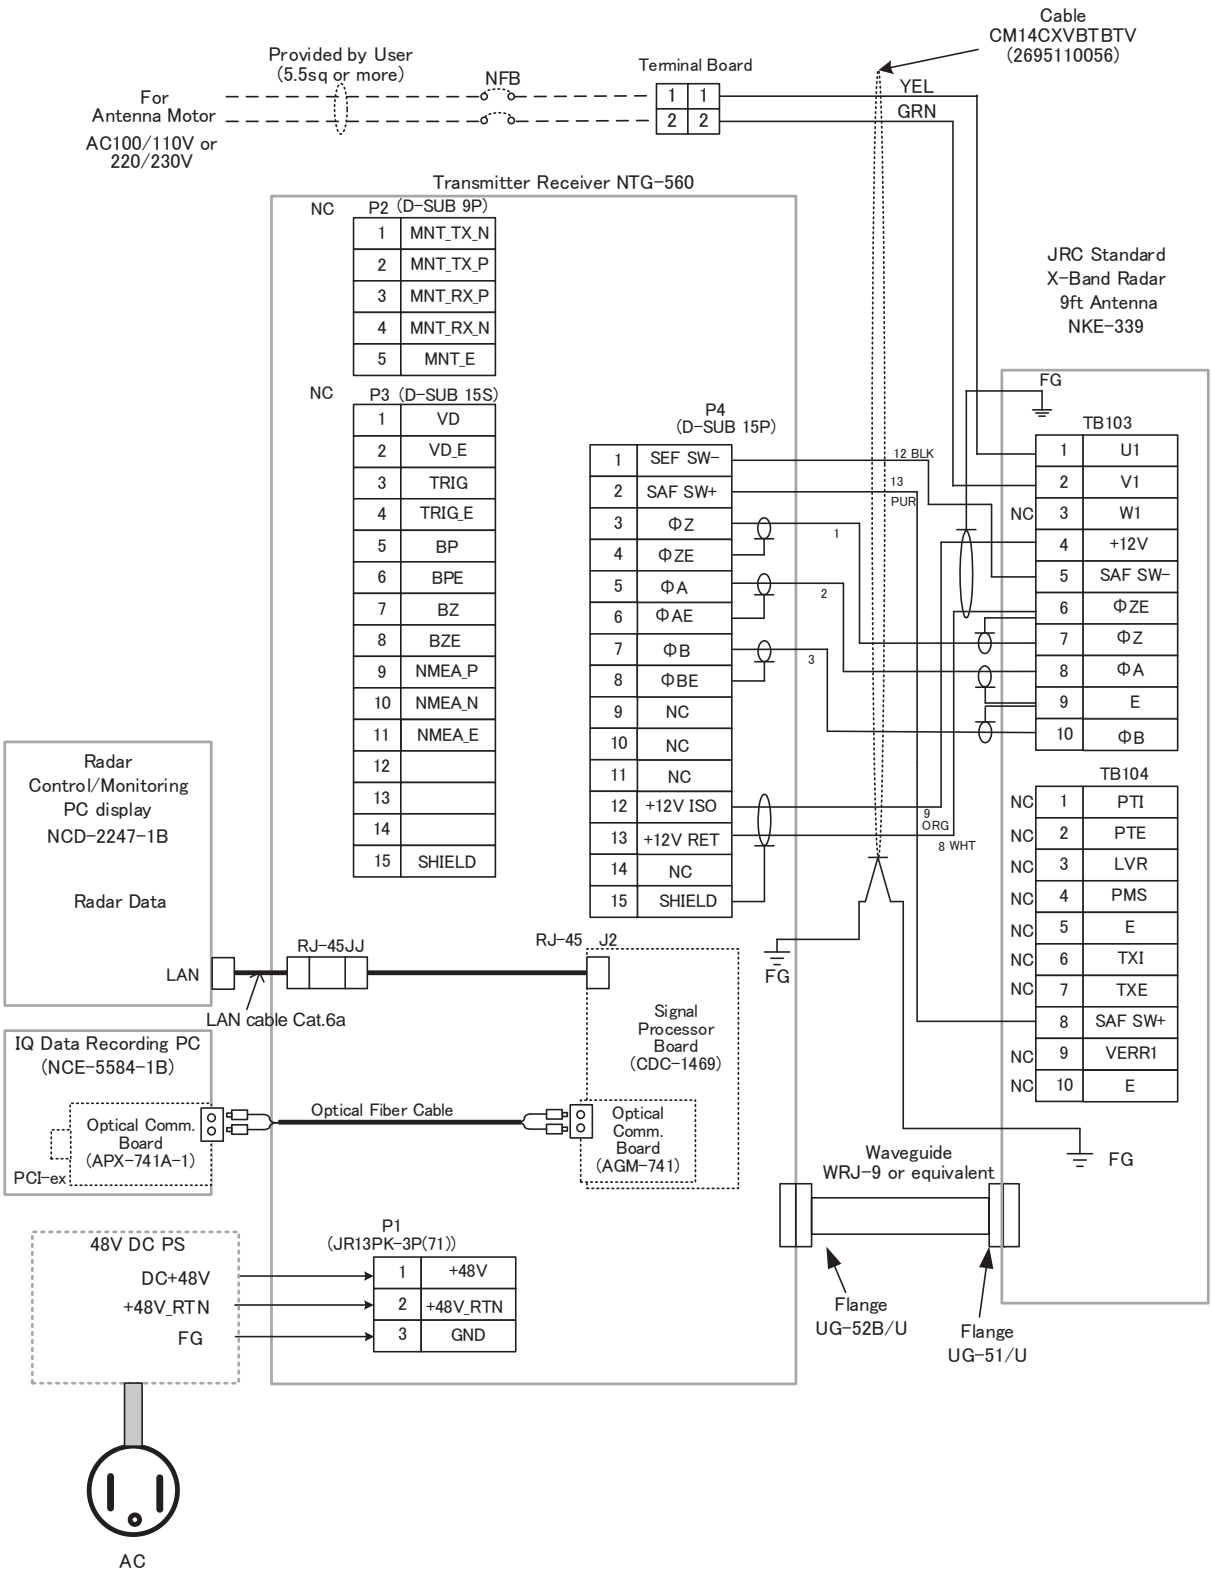 Cable
CM14CXVBTBTV
(2695110056)
Provided by User
(5.5sq or more)
NFB
Terminal Board
For
Antenna Motor
AC100/110V or
220/230V
1 1
2 2
YEL
GRN
Transmitter Receiver NTG-560
NC P2 (D-SUB 9P)
1 MNT_TX_N
2 MNT_TX_P
3 MNT_RX_P
4 MNT_RX_N
5 MNT_E
NC P3 (D-SUB 15S)
1 VD
2 VD_E
3 TRIG
4 TRIG_E
5 BP
6 BPE
7 BZ
8 BZE
9 NMEA_P
10 NMEA_N
11 NMEA_E
12
13
14
15 SHIELD
P4
(D-SUB 15P)
1 SEF SW-
2 SAF SW+
3 ΦZ
4 ΦZE
5 ΦA
6 ΦAE
7 ΦB
8 ΦBE
9 NC
10 NC
11 NC
12 +12V ISO
13 +12V RET
14 NC
15 SHIELD
12 BLK
13
PUR
1
2
3
9
ORG
8 WHT
FG
JRC Standard
X-Band Radar
9ft Antenna
NKE-339
FG
TB103
1 U1
2 V1
NC 3 W1
4 +12V
5 SAF SW-
6 ΦZE
7 ΦZ
8 ΦA
9 E
10 ΦB
TB104
NC 1 PTI
NC 2 PTE
NC 3 LVR
NC 4 PMS
NC 5 E
NC 6 TXI
NC 7 TXE
8 SAF SW+
NC 9 VERR1
NC 10 E
FG
Radar
Control/Monitoring
PC display
NCD-2247-1B
Radar Data
LAN
RJ-45JJ
LAN cable Cat.6a
RJ-45 J2
Signal
Processor
Board
(CDC-1469)
IQ Data Recording PC
(NCE-5584-1B)
Optical Comm.
Board
(APX-741A-1)
PCI-ex
Optical Fiber Cable
Optical
Comm.
Board
(AGM-741)
Waveguide
WRJ-9 or equivalent
Flange
UG-52B/U
Flange
UG-51/U
48V DC PS
DC+48V
+48V_RTN
FG
P1
(JR13PK-3P(71))
1 +48V
2 +48V_RTN
3 GND
AC